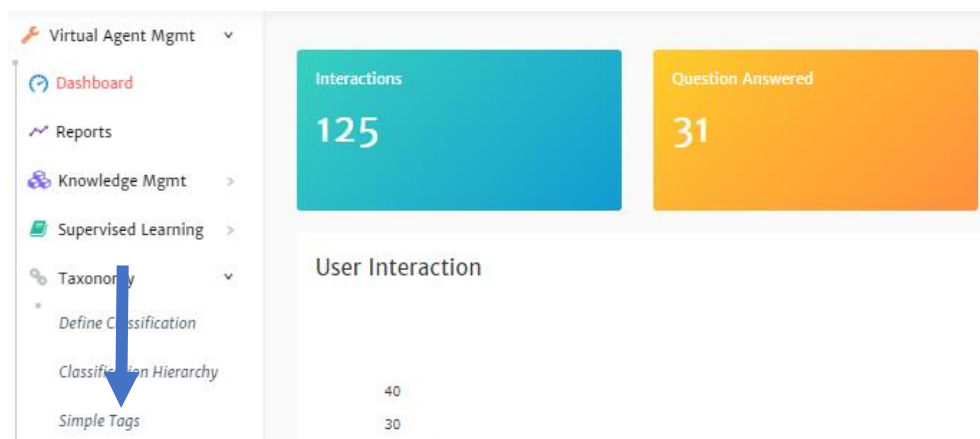 Virtual Agent Mgmt
Dashboard
Reports
Knowledge Mgmt
Supervised Learning
Taxonomy
Define Classification
Classification Hierarchy
Simple Tags
Interactions
125
Question Answered
31
User Interaction
40
30